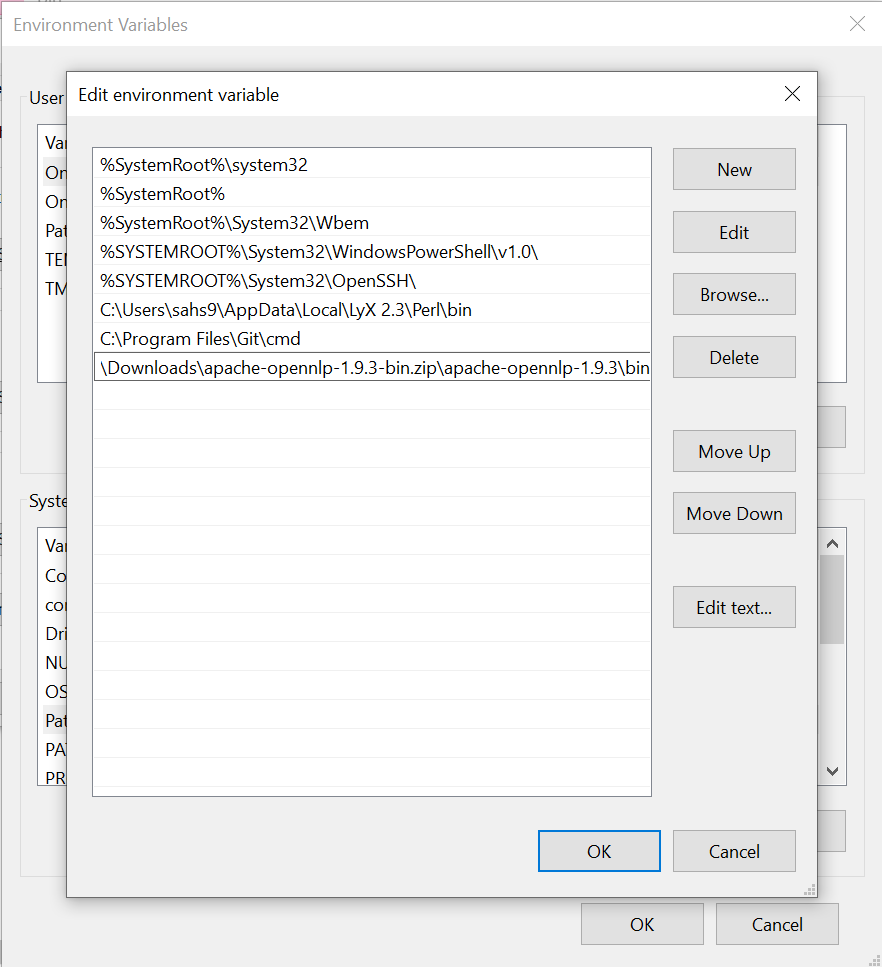 Environment Variables
Edit environment variable
User
%SystemRoot%\system32
New
%SystemRoot%
%SystemRoot%\System32\Wbem
Edit
%SYSTEMROOT%\System32\WindowsPowerShell\v1.0\
%SYSTEMROOT%\System32\OpenSSH\
Browse...
C:\Users\sahs9\AppData\Local\LyX 2.3\Perl\bin
C:\Program Files\Git\cmd
Delete
\Downloads\apache-opennlp-1.9.3-bin.zip\apache-opennlp-1.9.3\bin
Move Up
Move Down
Edit text...
OK
Cancel
Va
On
On
Pat
TE
TM
Syste
Va
Co
co
Dri
NU
OS
Pat
PA
PR
OK
Cancel